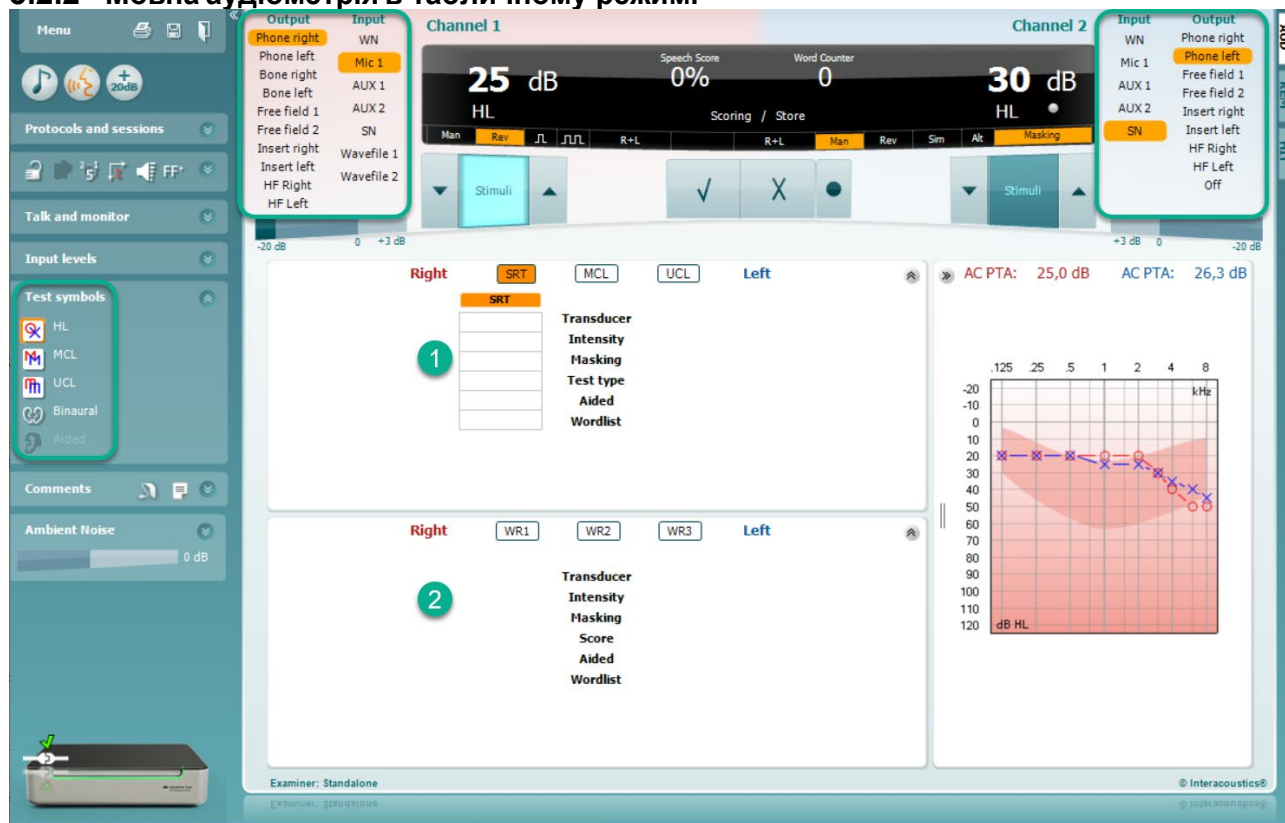 5.2.2 Мовна аудіометрія в табличному режимі
Menu
Protocols and sessions
Talk and monitor
Input levels
Test symbols
HL
MCL
UCL
Binaural
Aided
Comments
Ambient Noise
0 dB
Output Input
Phone right WN
Phone left Mic 1
Bone right AUX 1
Bone left AUX 2
Free field 1 SN
Free field 2 Wavefile 1
Insert right Wavefile 2
Insert left
HF Right
HF Left
Channel 1
25 dB
HL
Speech Score
0%
Word Counter
0
Scoring / Store
Channel 2
30 dB
HL
Man Rev R+L R+L Man Rev Sim Alt Masking
Stimuli
√ X
Stimuli
-20 dB 0 +3 dB
+3 dB 0 -20 dB
Input Output
WN Phone right
Mic 1 Phone left
AUX 1 Free field 1
AUX 2 Free field 2
SN Insert right
Insert left
HF Right
HF Left
Off
Right SRT MCL UCL Left
SRT
Transducer
Intensity
Masking
Test type
Aided
Wordlist
1
Right WR1 WR2 WR3 Left
Transducer
Intensity
Masking
Score
Aided
Wordlist
2
AC PTA: 25,0 dB AC PTA: 26,3 dB
.125 .25 .5 1 2 4 8
kHz
-20
-10
0
10
20
30
40
50
60
70
80
90
100
110
120
dB HL
Examiner: Standalone
© Interacoustics®